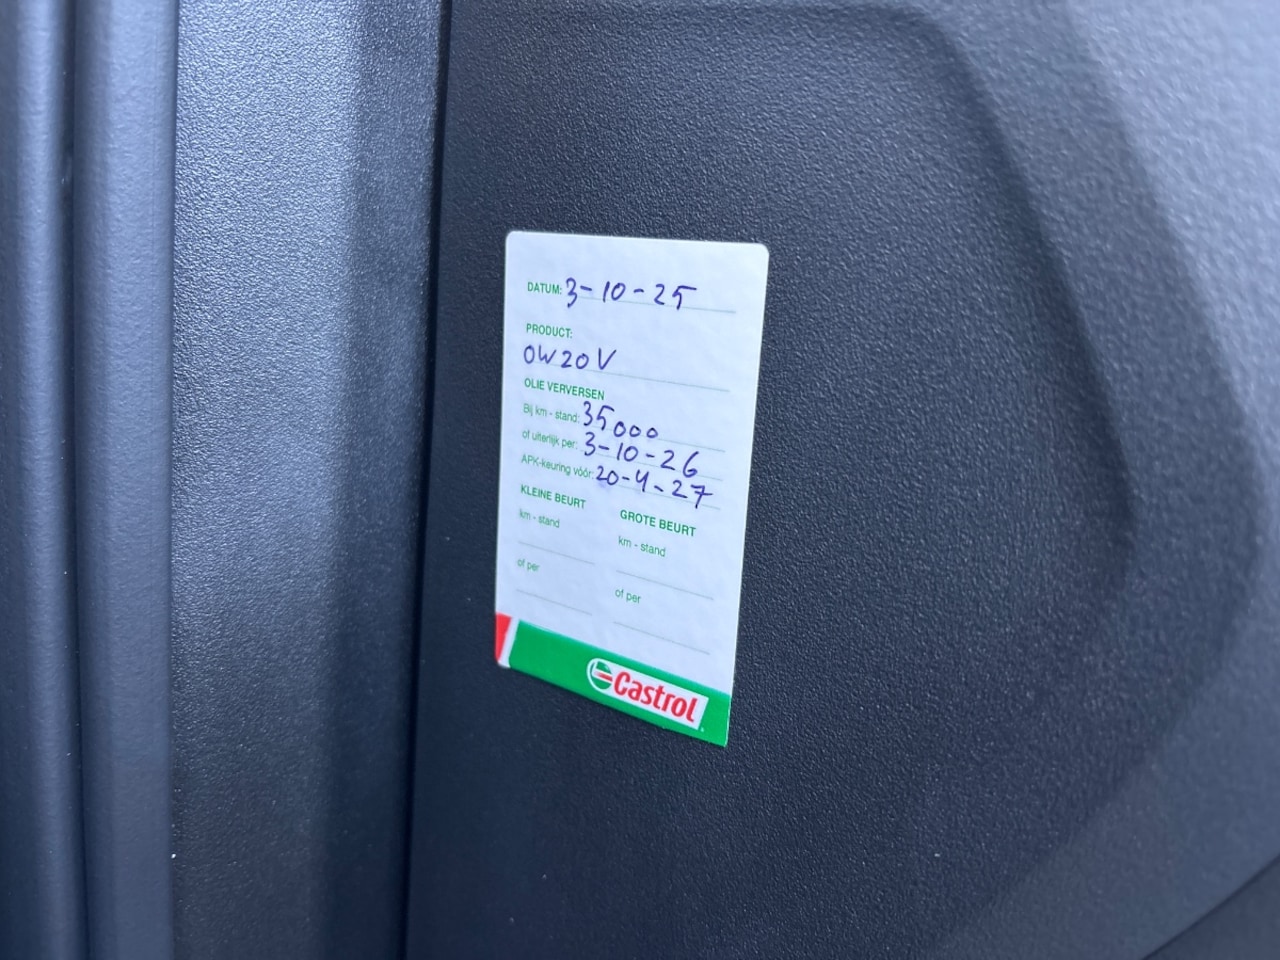 DATUM: 3-10-25
PRODUCT:
0W20 V
OLIE VERVERSEN
Bij km - stand: 35000
of uiterlijk per: 3-10-26
APK-keuring vóór: 20-4-27
KLEINE BEURT
km - stand
of per
GROTE BEURT
km - stand
of per
Castrol